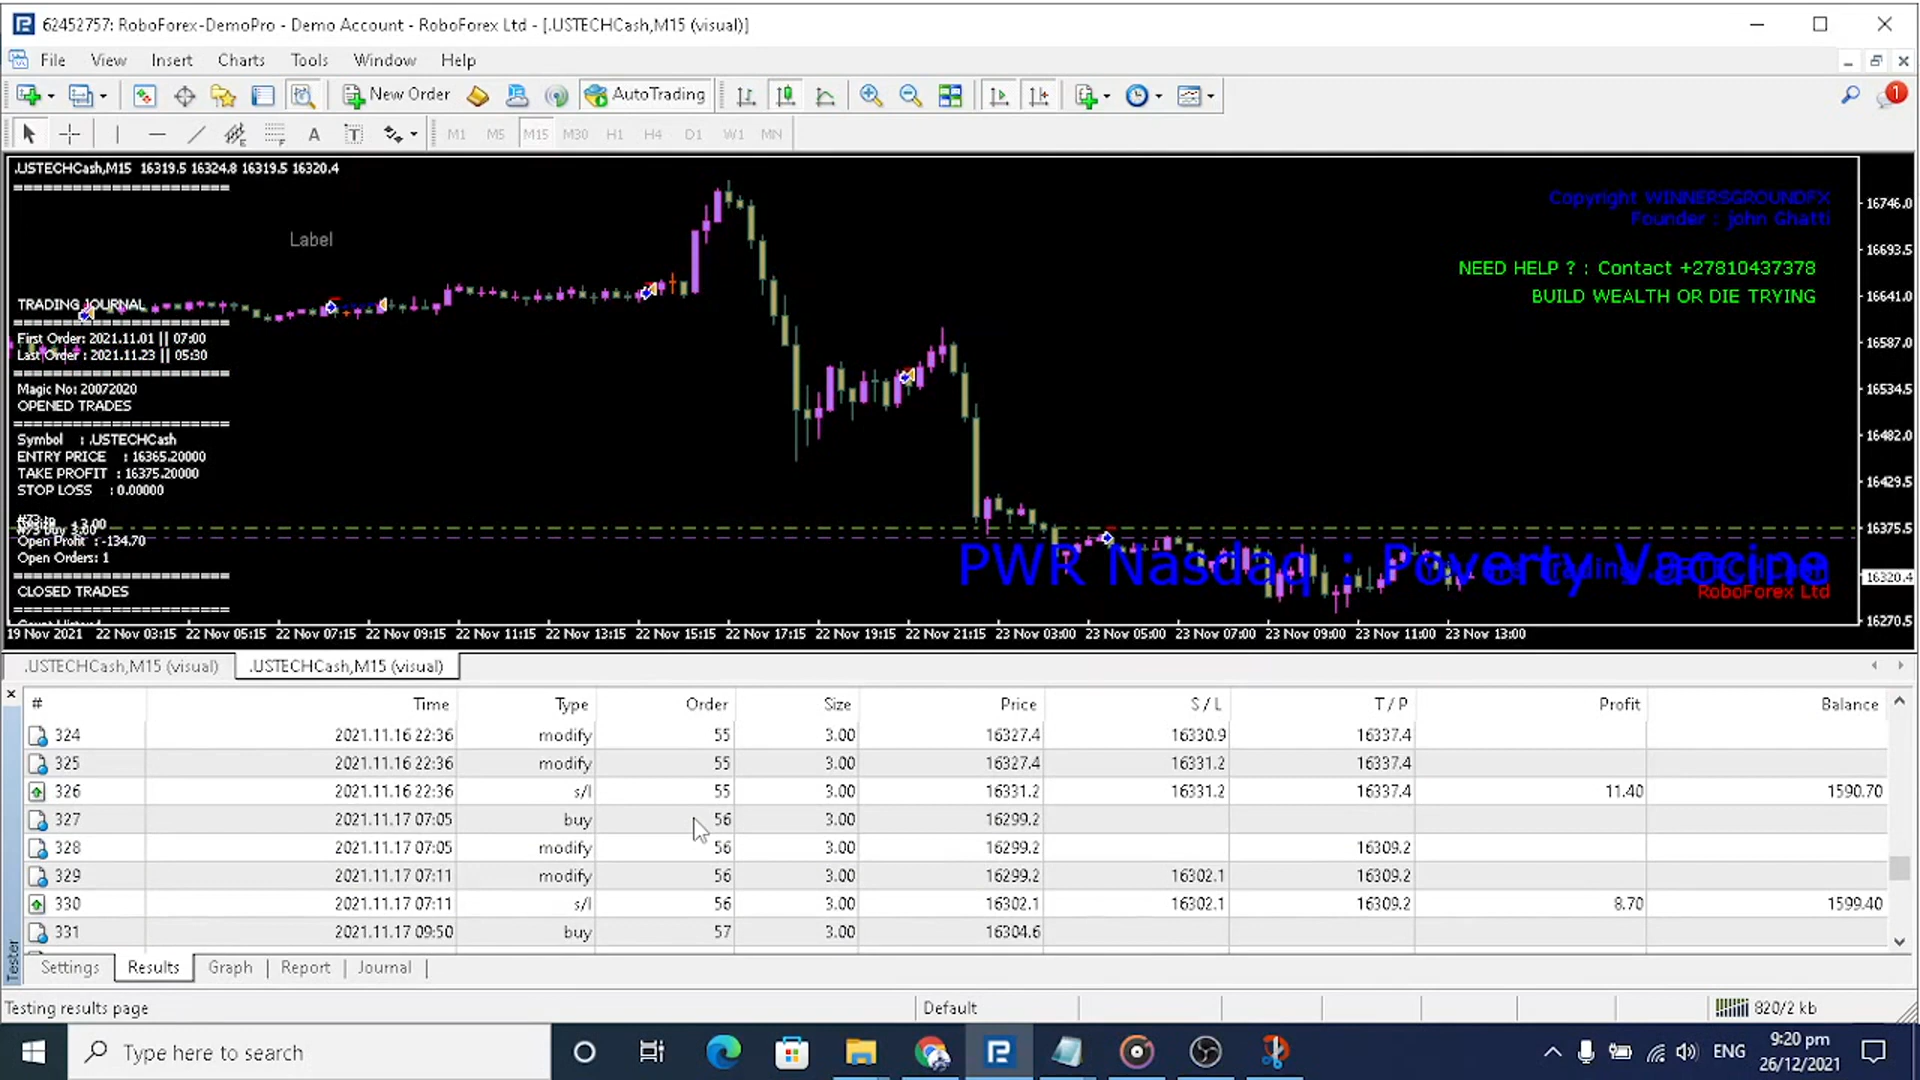 62452757: RoboForex-DemoPro - Demo Account - RoboForex Ltd - [.USTECHCash,M15 (visual)]
File View Insert Charts Tools Window Help
New Order AutoTrading 1
A T M1 M5 M15 M30 H1 H4 D1 W1 MN
.USTECHCash,M15 16319.5 16324.8 16319.5 16320.4
Copyright WINNERSGROUNDFX
Founder : john Ghatti
Label
NEED HELP ? : Contact +27810437378
BUILD WEALTH OR DIE TRYING
TRADING JOURNAL
First Order: 2021.11.01 || 07:00
Last Order : 2021.11.23 || 05:30
Magic No: 20072020
OPENED TRADES
Symbol : .USTECHCash
ENTRY PRICE : 16365.20000
TAKE PROFIT : 16375.20000
STOP LOSS : 0.00000
#73 tp
: 3.00
#73 buy 3.00
Open Profit : -134.70
Open Orders: 1
CLOSED TRADES
PWR Nasdaq : Poverty Vaccine
Trading .USTECHCash
RoboForex Ltd
16746.0
16693.5
16641.0
16587.0
16534.5
16482.0
16429.5
16375.5
16320.4
16270.5
19 Nov 2021 22 Nov 03:15 22 Nov 05:15 22 Nov 07:15 22 Nov 09:15 22 Nov 11:15 22 Nov 13:15 22 Nov 15:15 22 Nov 17:15 22 Nov 19:15 22 Nov 21:15 23 Nov 03:00 23 Nov 05:00 23 Nov 07:00 23 Nov 09:00 23 Nov 11:00 23 Nov 13:00
.USTECHCash,M15 (visual) .USTECHCash,M15 (visual)
# Time Type Order Size Price S / L T / P Profit Balance
324 2021.11.16 22:36 modify 55 3.00 16327.4 16330.9 16337.4
325 2021.11.16 22:36 modify 55 3.00 16327.4 16331.2 16337.4
326 2021.11.16 22:36 s/l 55 3.00 16331.2 16331.2 16337.4 11.40 1590.70
327 2021.11.17 07:05 buy 56 3.00 16299.2
328 2021.11.17 07:05 modify 56 3.00 16299.2 16309.2
329 2021.11.17 07:11 modify 56 3.00 16299.2 16302.1 16309.2
330 2021.11.17 07:11 s/l 56 3.00 16302.1 16302.1 16309.2 8.70 1599.40
331 2021.11.17 09:50 buy 57 3.00 16304.6
Tester
Settings Results Graph Report Journal
Testing results page Default 820/2 kb
Type here to search ENG 9:20 pm
26/12/2021